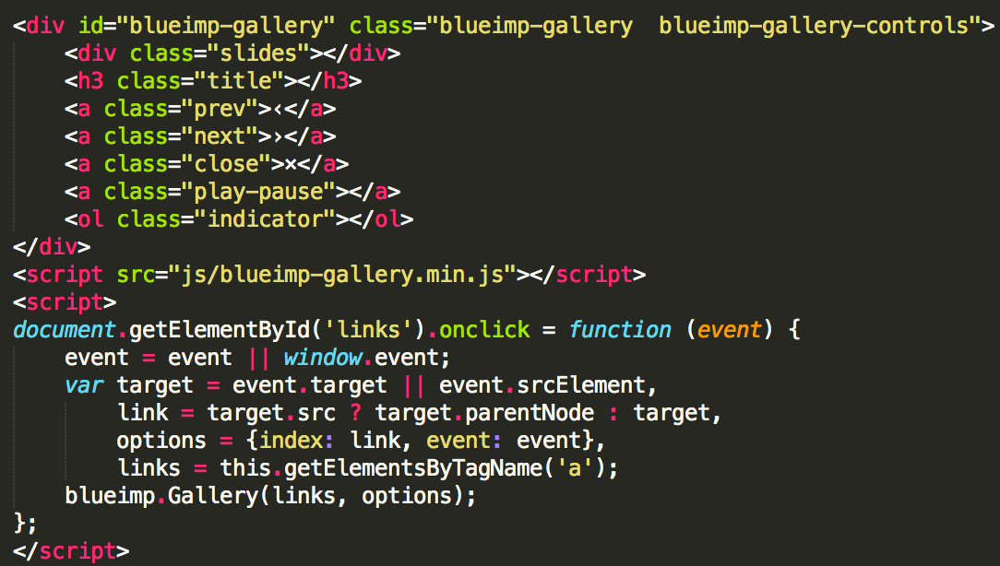 <div id="blueimp-gallery" class="blueimp-gallery  blueimp-gallery-controls">
    <div class="slides"></div>
    <h3 class="title"></h3>
    <a class="prev">‹</a>
    <a class="next">›</a>
    <a class="close">×</a>
    <a class="play-pause"></a>
    <ol class="indicator"></ol>
</div>
<script src="js/blueimp-gallery.min.js"></script>
<script>
document.getElementById('links').onclick = function (event) {
    event = event || window.event;
    var target = event.target || event.srcElement,
        link = target.src ? target.parentNode : target,
        options = {index: link, event: event},
        links = this.getElementsByTagName('a');
    blueimp.Gallery(links, options);
};
</script>